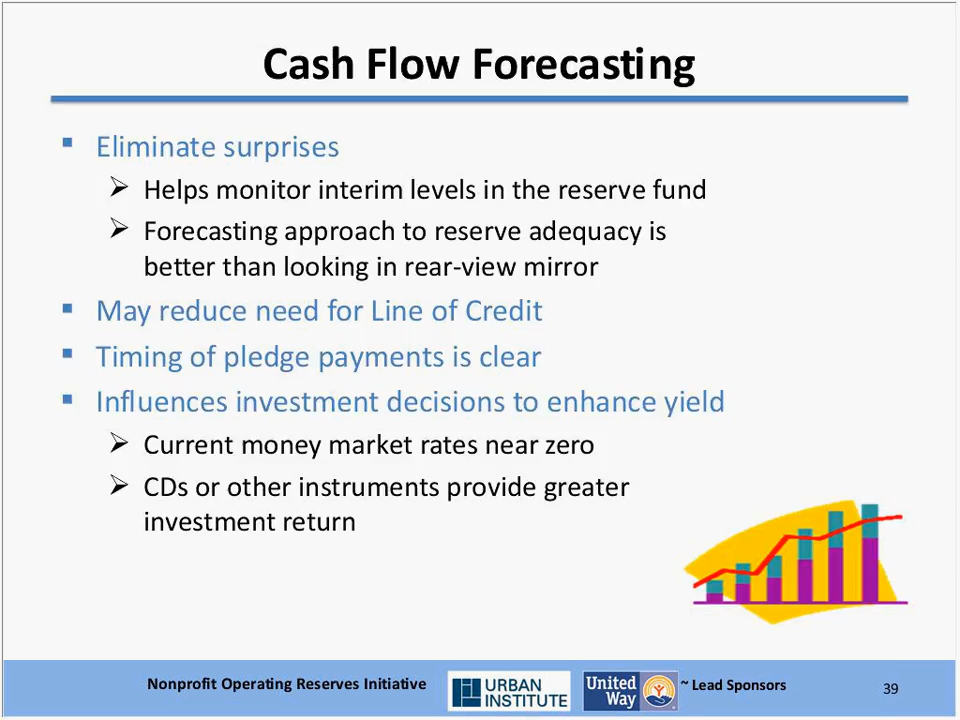 Cash Flow Forecasting
Eliminate surprises
Helps monitor interim levels in the reserve fund
Forecasting approach to reserve adequacy is
better than looking in rear-view mirror
May reduce need for Line of Credit
Timing of pledge payments is clear
Influences investment decisions to enhance yield
Current money market rates near zero
CDs or other instruments provide greater
investment return
Nonprofit Operating Reserves Initiative
URBAN
INSTITUTE
United
Way
~ Lead Sponsors
39